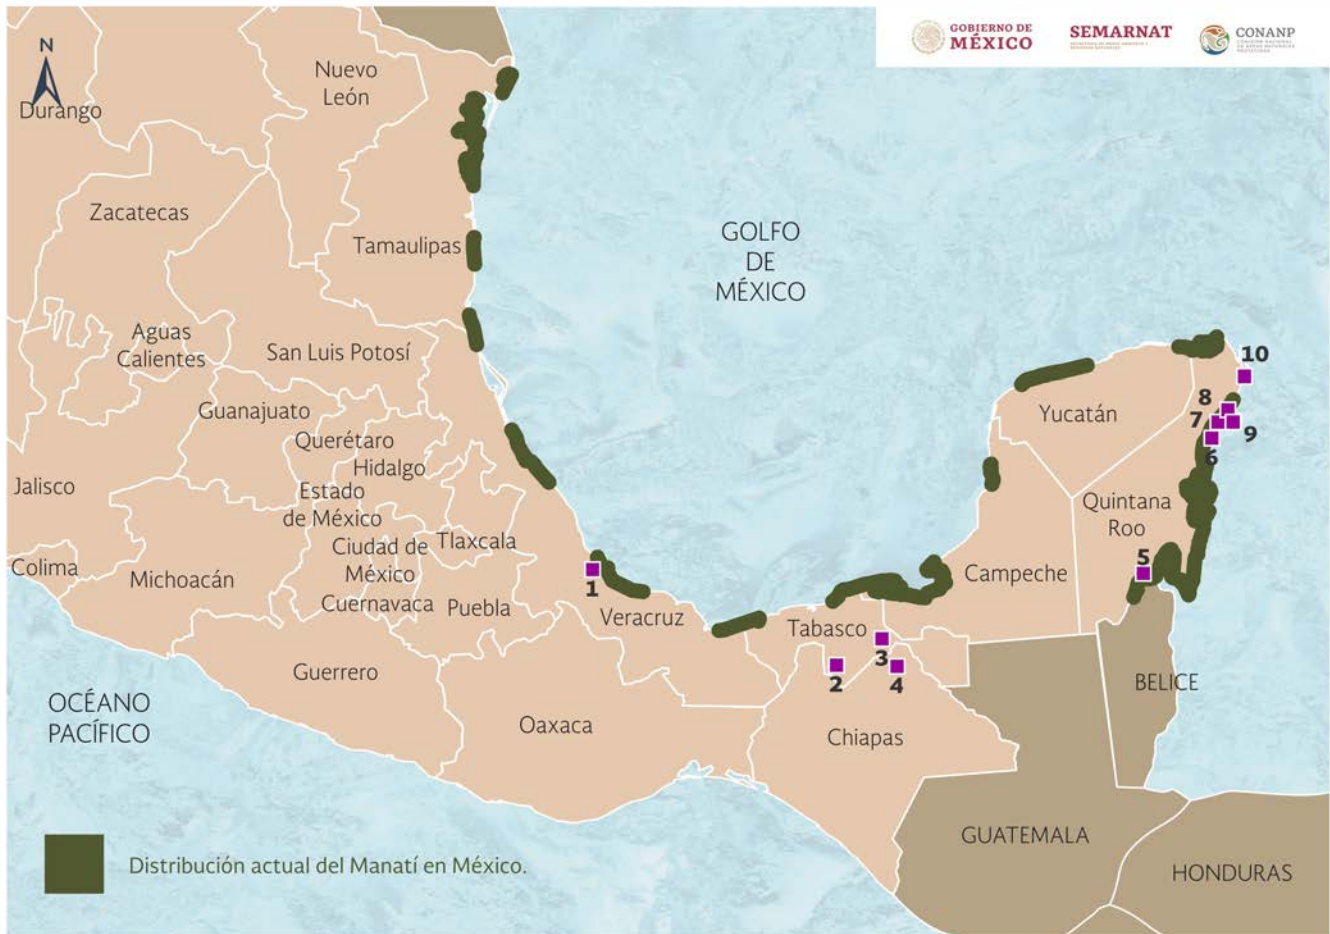 GOBIERNO DE
MÉXICO
SEMARNAT
CONANP
N
Durango
Nuevo
León
Zacatecas
Tamaulipas
GOLFO
DE
MÉXICO
Aguas
Calientes
San Luis Potosí
Guanajuato
Querétaro
Hidalgo
Jalisco
Estado
de México
Ciudad de
México
Tlaxcala
Colima
Michoacán
Cuernavaca
Puebla
Veracruz
Guerrero
Oaxaca
Tabasco
Chiapas
Campeche
Yucatán
Quintana
Roo
10
8
7
9
6
5
1
3
2
4
BELICE
GUATEMALA
HONDURAS
OCÉANO
PACÍFICO
Distribución actual del Manatí en México.